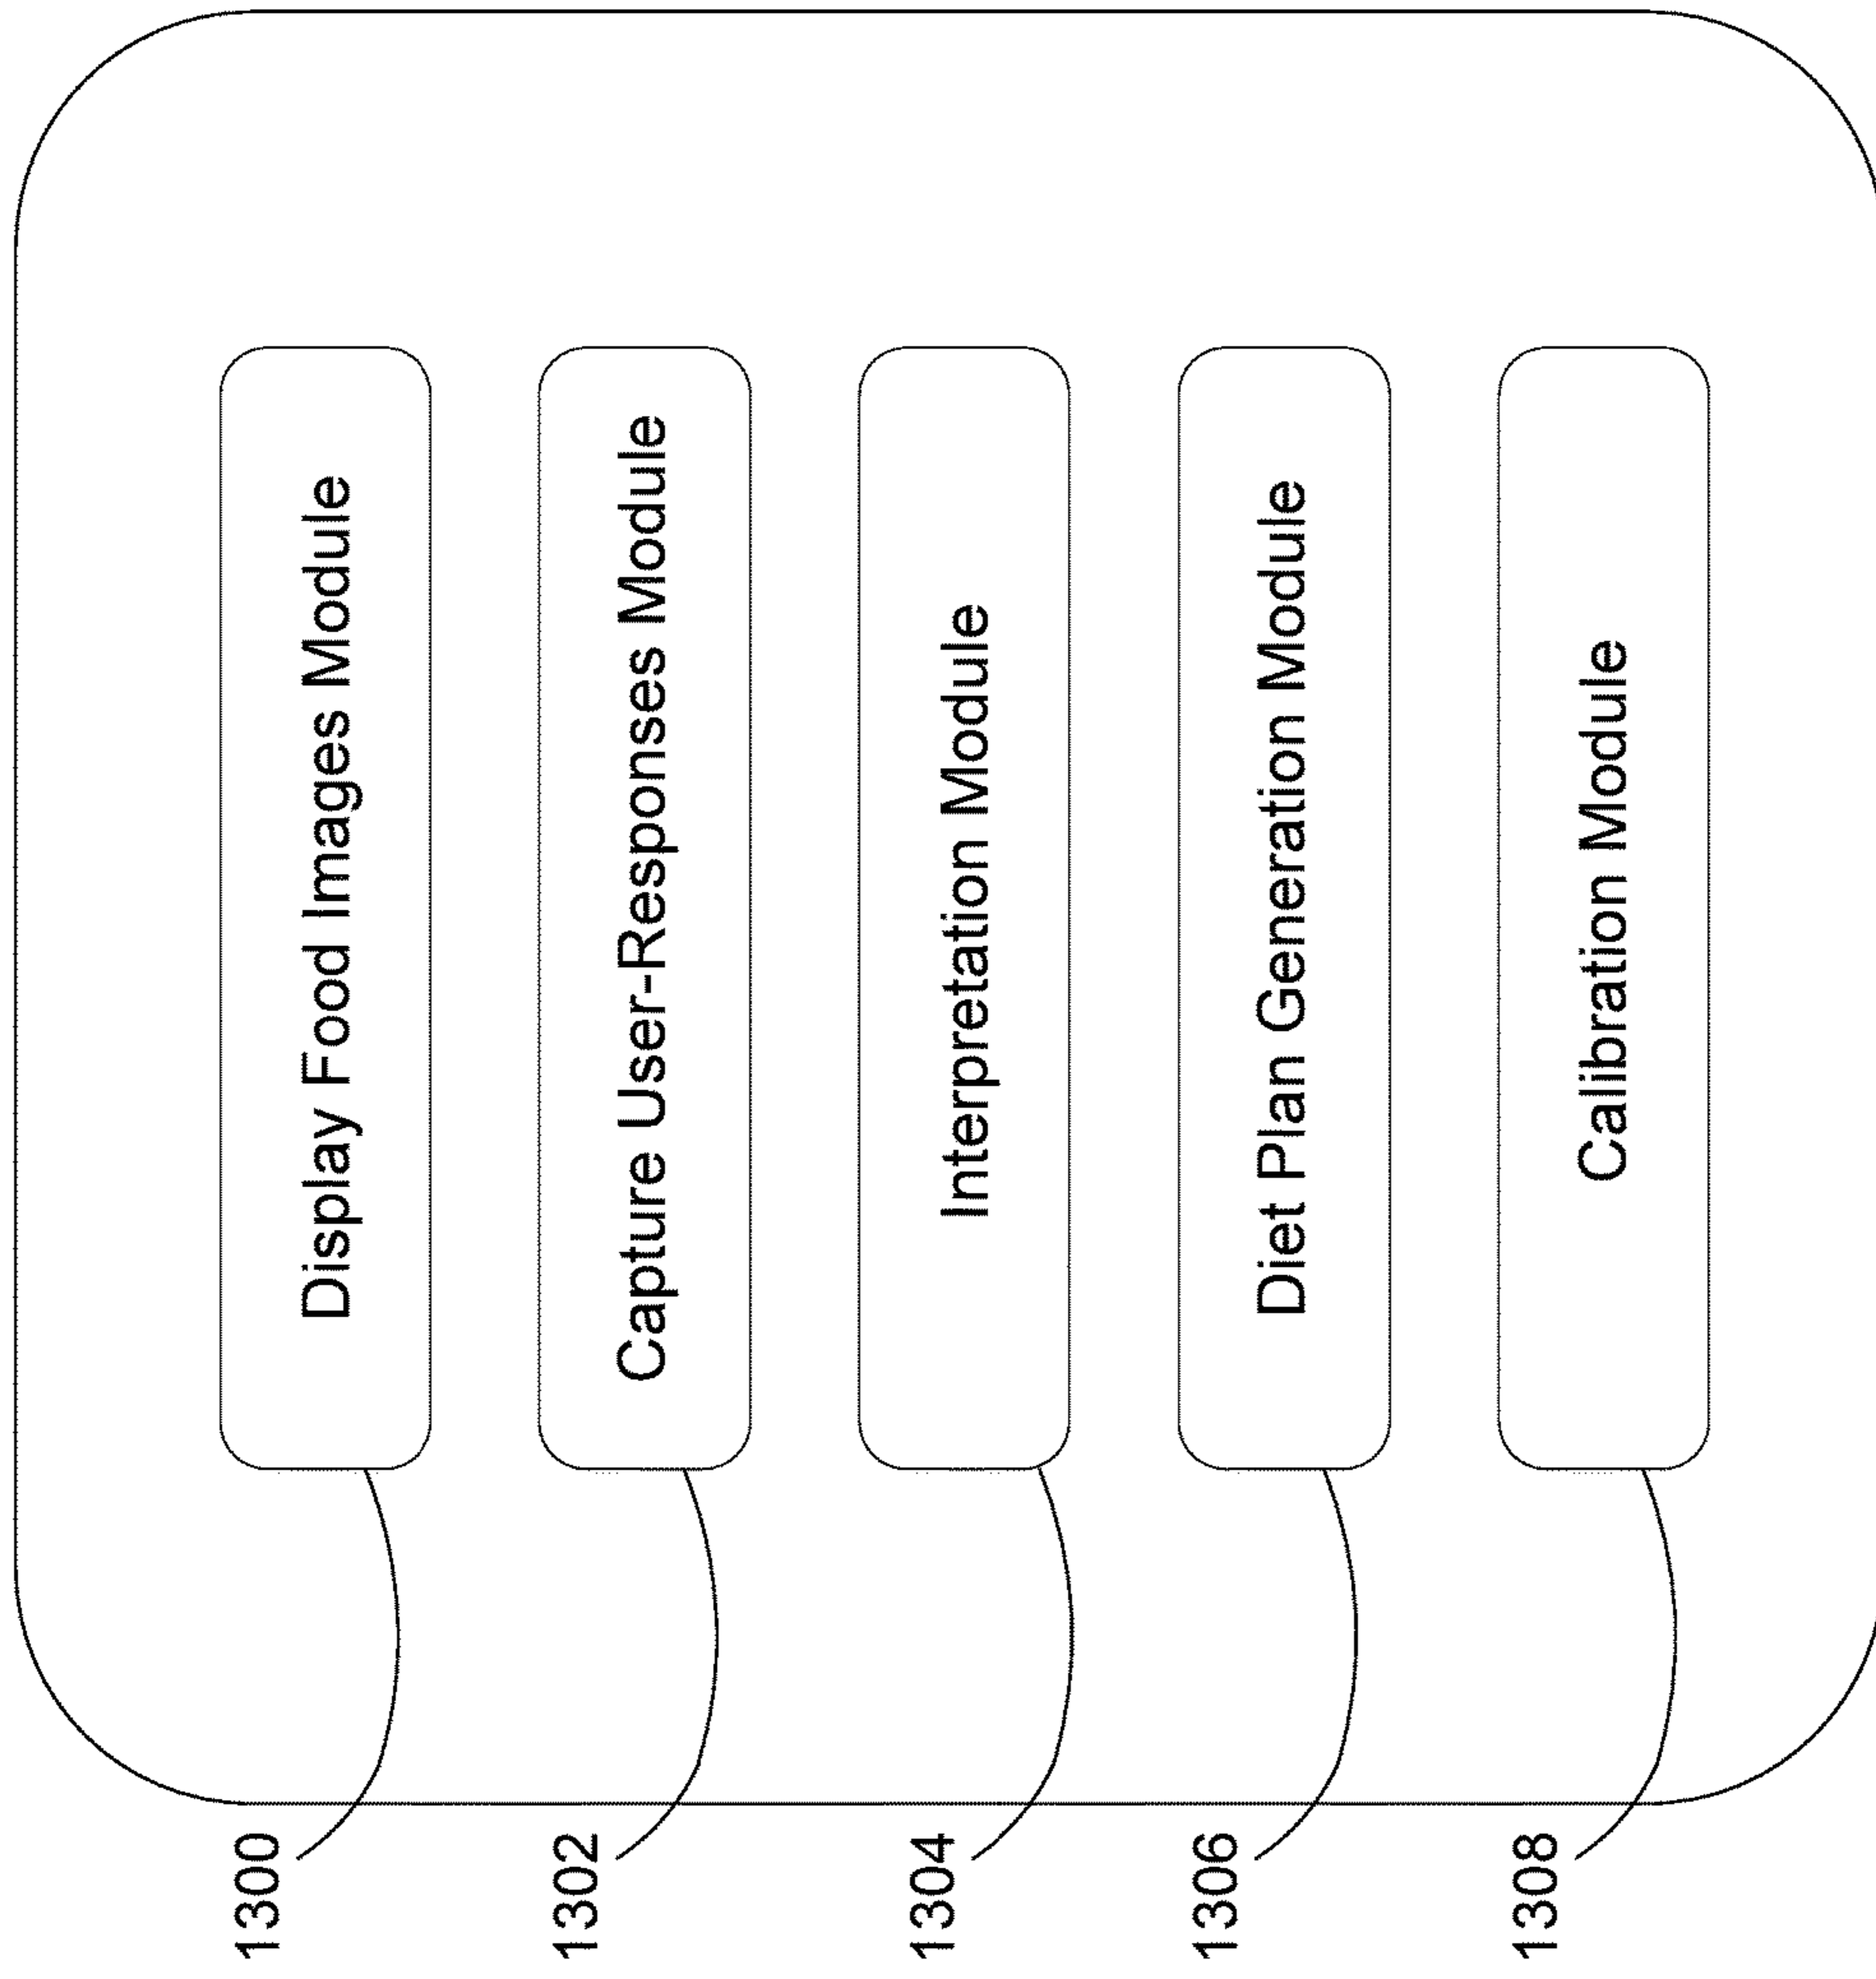 1300
Display Food Images Module
1302
Capture User-Responses Module
1304
Interpretation Module
1306
Diet Plan Generation Module
1308
Calibration Module